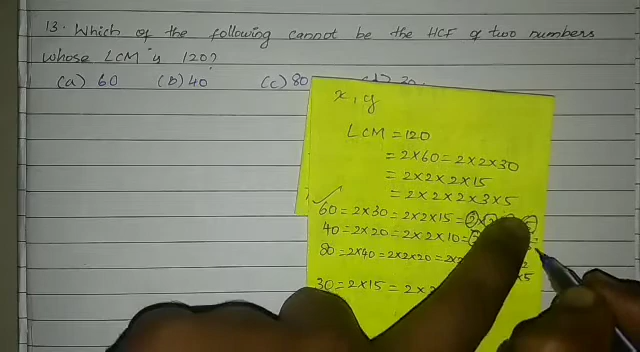 13. Which of the following cannot be the HCF of two numbers
whose LCM is 120?
(a) 60 (b) 40 (c) 80 (d)
x, y
LCM = 120
= 2×60 = 2×2×30
= 2×2×2×15
= 2×2×2×3×5
60 = 2×30 = 2×2×15 =
40 = 2×20 = 2×2×10 =
80 = 2×40 = 2×2×20 =
30 = 2×15 = 2×